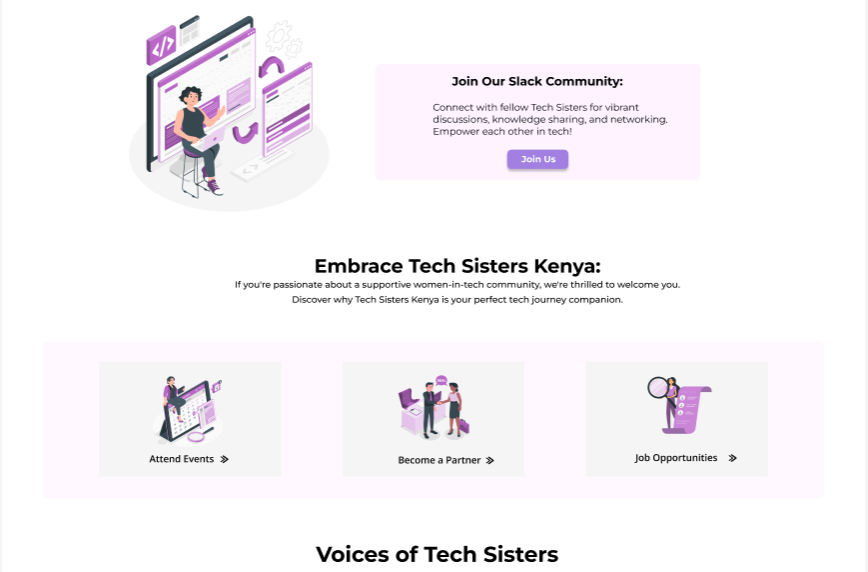 </>
Join Our Slack Community:
Connect with fellow Tech Sisters for vibrant
discussions, knowledge sharing, and networking.
Empower each other in tech!
Join Us
Embrace Tech Sisters Kenya:
If you're passionate about a supportive women-in-tech community, we're thrilled to welcome you.
Discover why Tech Sisters Kenya is your perfect tech journey companion.
Attend Events
Become a Partner
Job Opportunities
Voices of Tech Sisters